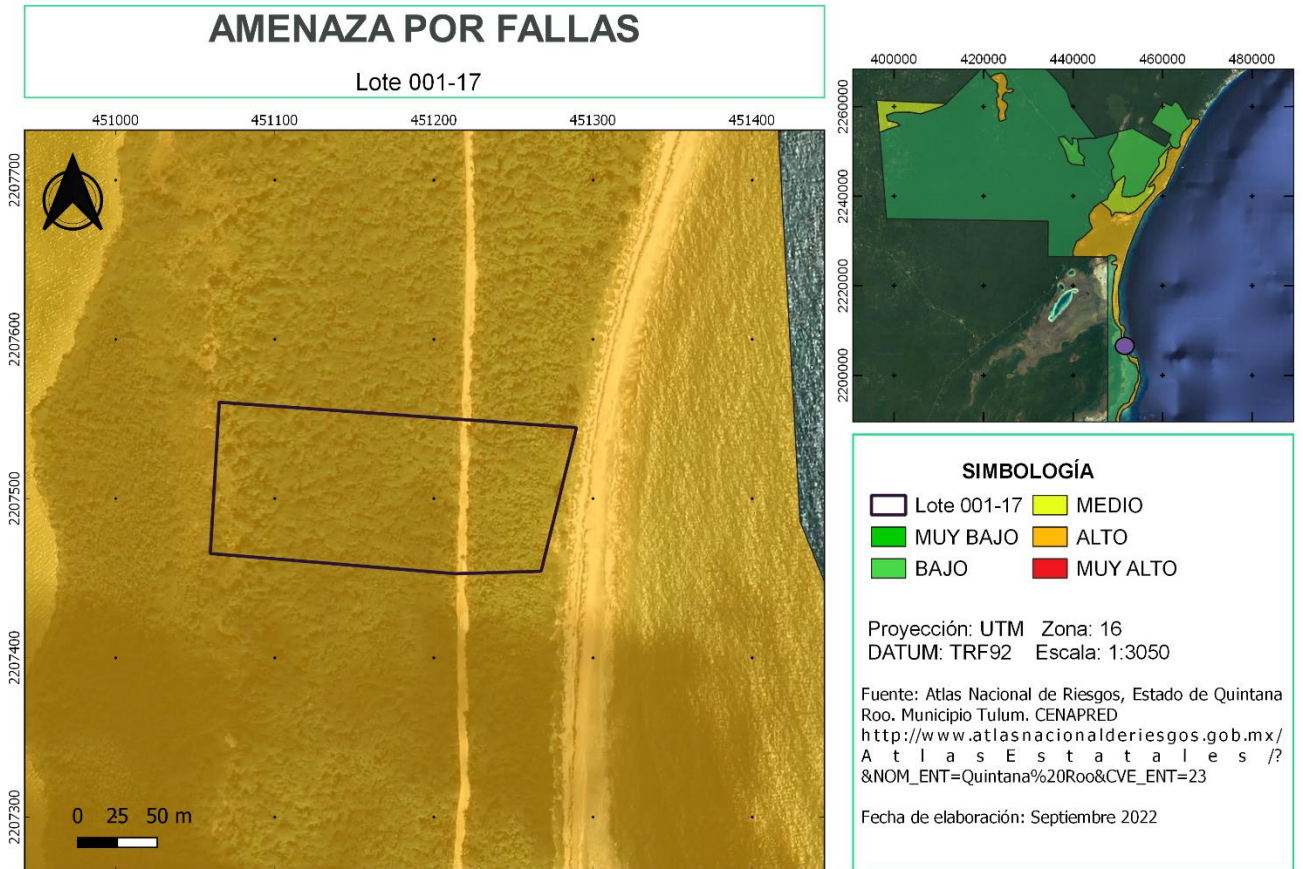 AMENAZA POR FALLAS
Lote 001-17
451000 451100 451200 451300 451400
2207700
2207600
2207500
2207400
2207300
0 25 50 m
400000 420000 440000 460000 480000
2260000
2240000
2220000
2200000
SIMBOLOGÍA
Lote 001-17 MEDIO
MUY BAJO ALTO
BAJO MUY ALTO
Proyección: UTM Zona: 16
DATUM: TRF92 Escala: 1:3050
Fuente: Atlas Nacional de Riesgos, Estado de Quintana
Roo. Municipio Tulum. CENAPRED
http://www.atlasnacionalderiesgos.gob.mx/
A t l a s E s t a t a l e s /?
&NOM_ENT=Quintana%20Roo&CVE_ENT=23
Fecha de elaboración: Septiembre 2022